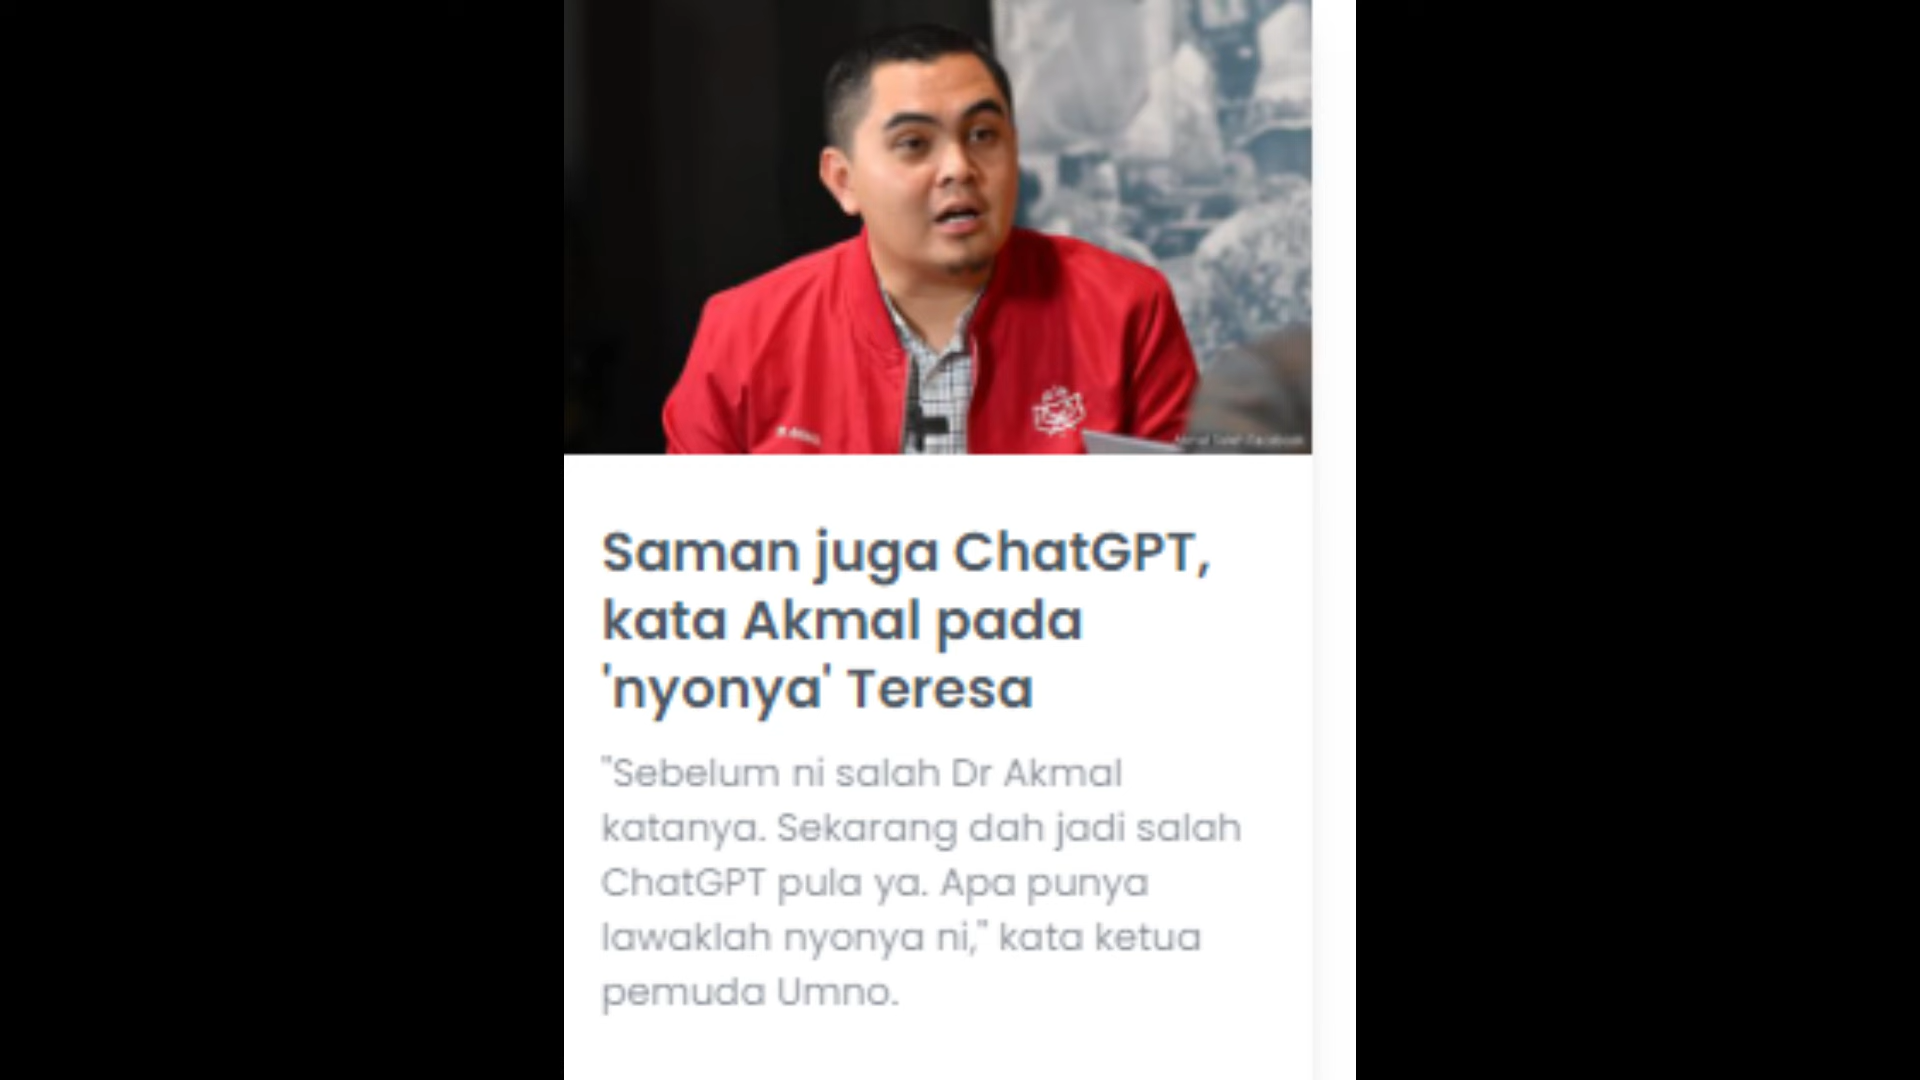 Saman juga ChatGPT,
kata Akmal pada
'nyonya' Teresa
"Sebelum ni salah Dr Akmal
katanya. Sekarang dah jadi salah
ChatGPT pula ya. Apa punya
lawaklah nyonya ni," kata ketua
pemuda Umno.